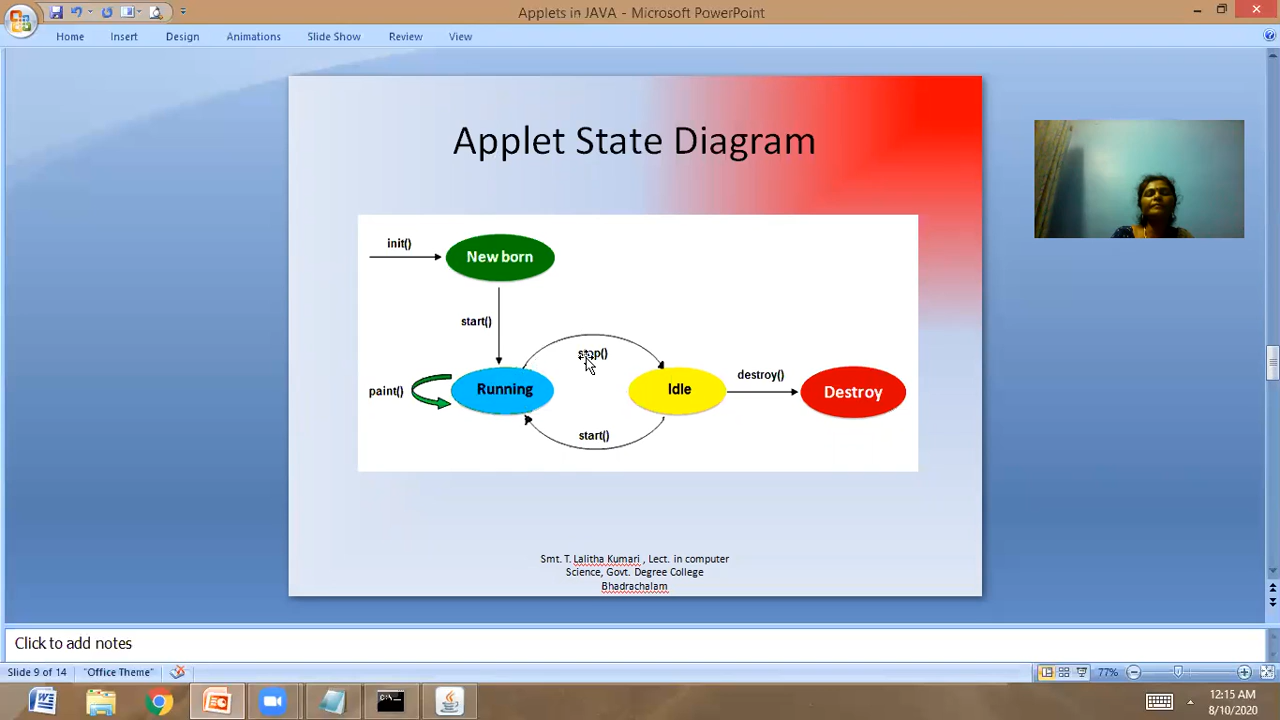 Applets in JAVA - Microsoft PowerPoint
Home Insert Design Animations Slide Show Review View
Applet State Diagram
init()
New born
start()
stop()
paint()
Running
Idle
destroy()
Destroy
start()
Smt. T. Lalitha Kumari , Lect. in computer
Science, Govt. Degree College
Bhadrachalam
Click to add notes
Slide 9 of 14 "Office Theme" 77%
12:15 AM
8/10/2020